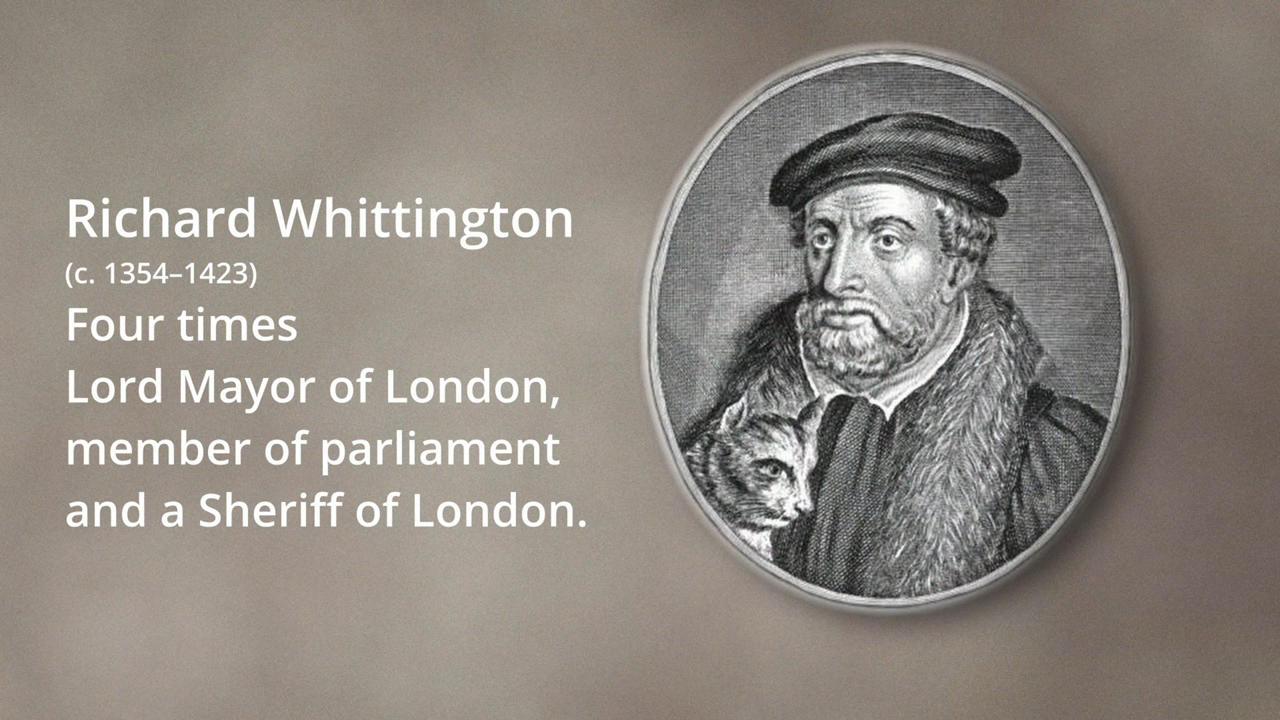 Richard Whittington
(c. 1354–1423)
Four times
Lord Mayor of London,
member of parliament
and a Sheriff of London.